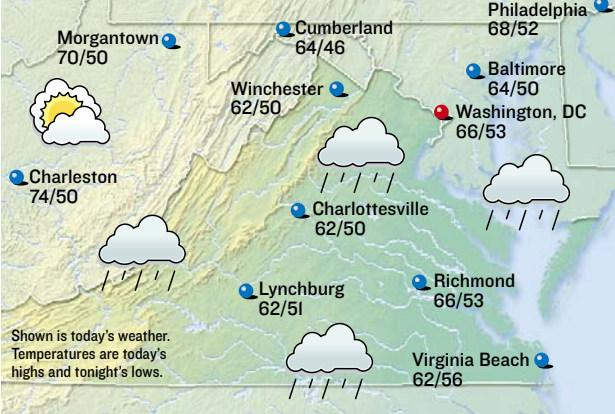 Philadelphia
68/52
Cumberland
64/46
Morgantown
70/50
Baltimore
64/50
Winchester
62/50
Washington, DC
66/53
Charleston
74/50
Charlottesville
62/50
Richmond
66/53
Lynchburg
62/51
Shown is today's weather.
Temperatures are today's
highs and tonight's lows.
Virginia Beach
62/56